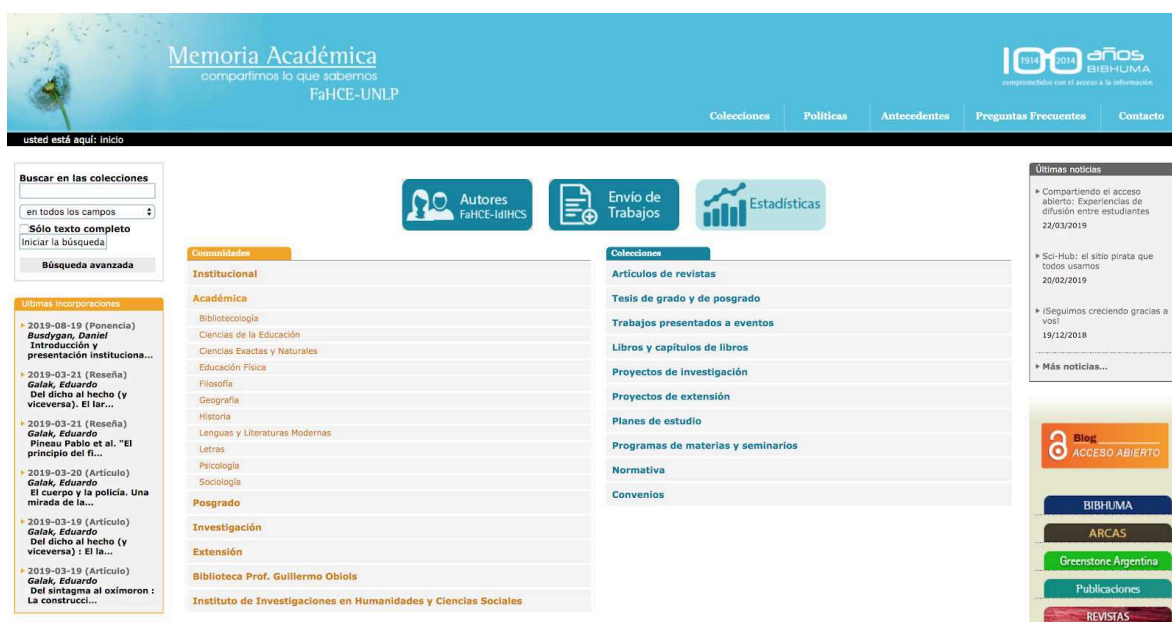 Memoria Académica
compartimos lo que sabemos
FaHCE-UNLP
1914 2014 años
BIBHUMA
comprometidos con el acceso a la información
Colecciones Políticas Antecedentes Preguntas Frecuentes Contacto
usted está aquí: inicio
Buscar en las colecciones
en todos los campos
Sólo texto completo
Iniciar la búsqueda
Búsqueda avanzada
Últimas incorporaciones
2019-08-19 (Ponencia)
Busdygan, Daniel
Introducción y
presentación instituciona...
2019-03-21 (Reseña)
Galak, Eduardo
Del dicho al hecho (y
viceversa). El lar...
2019-03-21 (Reseña)
Galak, Eduardo
Pineau Pablo et al. "El
principio del fi...
2019-03-20 (Artículo)
Galak, Eduardo
El cuerpo y la policía. Una
mirada de la...
2019-03-19 (Artículo)
Galak, Eduardo
Del dicho al hecho (y
viceversa) : El la...
2019-03-19 (Artículo)
Galak, Eduardo
Del sintagma al oxímoron :
La construcci...
Autores
FaHCE-IdIHCS
Envío de
Trabajos
Estadísticas
Comunidades
Institucional
Académica
Bibliotecología
Ciencias de la Educación
Ciencias Exactas y Naturales
Educación Física
Filosofía
Geografía
Historia
Lenguas y Literaturas Modernas
Letras
Psicología
Sociología
Posgrado
Investigación
Extensión
Biblioteca Prof. Guillermo Obiols
Instituto de Investigaciones en Humanidades y Ciencias Sociales
Colecciones
Artículos de revistas
Tesis de grado y de posgrado
Trabajos presentados a eventos
Libros y capítulos de libros
Proyectos de investigación
Proyectos de extensión
Planes de estudio
Programas de materias y seminarios
Normativa
Convenios
Últimas noticias
Compartiendo el acceso
abierto: Experiencias de
difusión entre estudiantes
22/03/2019
Sci-Hub: el sitio pirata que
todos usamos
20/02/2019
¡Seguimos creciendo gracias a
vos!
19/12/2018
Más noticias...
Blog
ACCESO ABIERTO
BIBHUMA
ARCAS
Greenstone Argentina
Publicaciones
REVISTAS